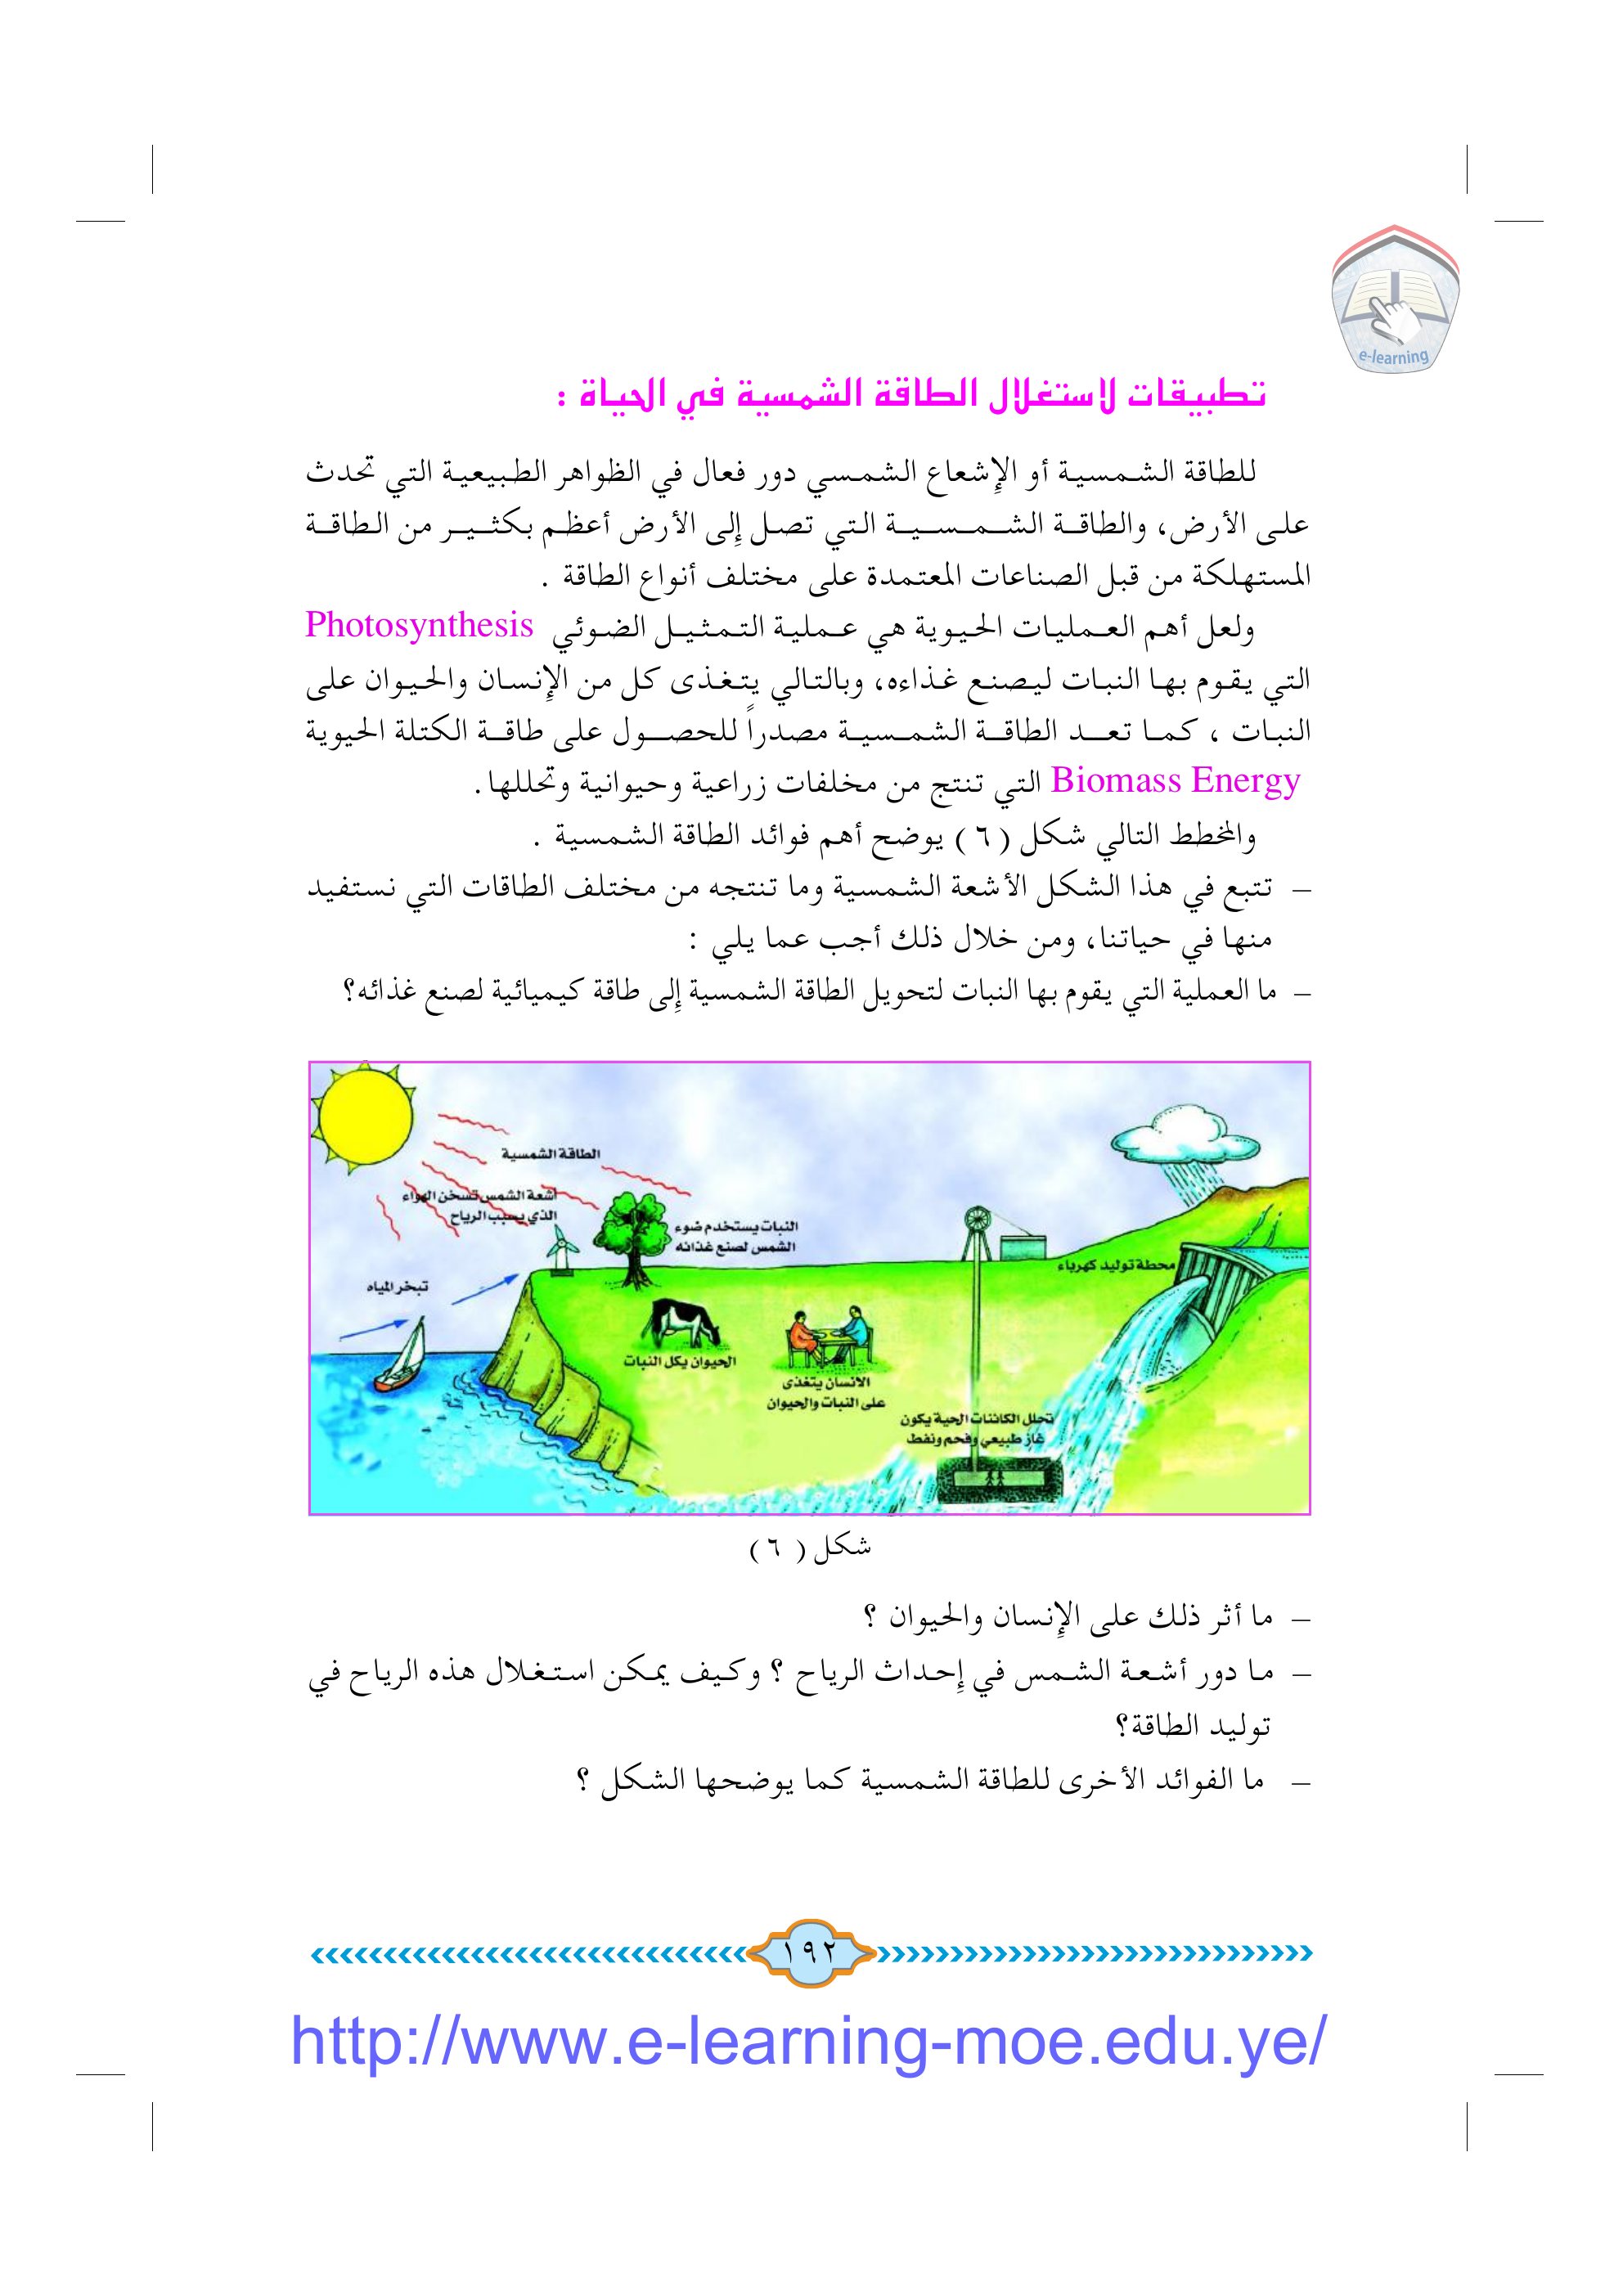 e-learning
تطبيقات لاستغلال الطاقة الشمسية في الحياة :
للطاقة الشمسية أو الإشعاع الشمسي دور فعال في الظواهر الطبيعية التي تحدث
على الأرض، والطاقة الشمسية التي تصل إلى الأرض أعظم بكثير من الطاقة
المستهلكة من قبل الصناعات المعتمدة على مختلف أنواع الطاقة .
ولعل أهم العمليات الحيوية هي عملية التمثيل الضوئي Photosynthesis
التي يقوم بها النبات ليصنع غذاءه، وبالتالي يتغذى كل من الإنسان والحيوان على
النبات ، كما تعد الطاقة الشمسية مصدراً للحصول على طاقة الكتلة الحيوية
Biomass Energy التي تنتج من مخلفات زراعية وحيوانية وتحللها.
والمخطط التالي شكل ( ٦ ) يوضح أهم فوائد الطاقة الشمسية .
– تتبع في هذا الشكل الأشعة الشمسية وما تنتجه من مختلف الطاقات التي نستفيد
منها في حياتنا، ومن خلال ذلك أجب عما يلي :
– ما العملية التي يقوم بها النبات لتحويل الطاقة الشمسية إلى طاقة كيميائية لصنع غذائه؟
الطاقة الشمسية
أشعة الشمس تسخن الهواء
الذي يسبب الرياح
النبات يستخدم ضوء
الشمس لصنع غذائه
محطة توليد كهرباء
تبخر المياه
الحيوان يكل النبات
الانسان يتغذى
على النبات والحيوان
تحلل الكائنات الحية يكون
غاز طبيعي وفحم ونفط
شكل ( ٦ )
– ما أثر ذلك على الإنسان والحيوان ؟
– ما دور أشعة الشمس في إحداث الرياح ؟ وكيف يمكن استغلال هذه الرياح في
توليد الطاقة؟
– ما الفوائد الأخرى للطاقة الشمسية كما يوضحها الشكل ؟
١٩٢
http://www.e-learning-moe.edu.ye/